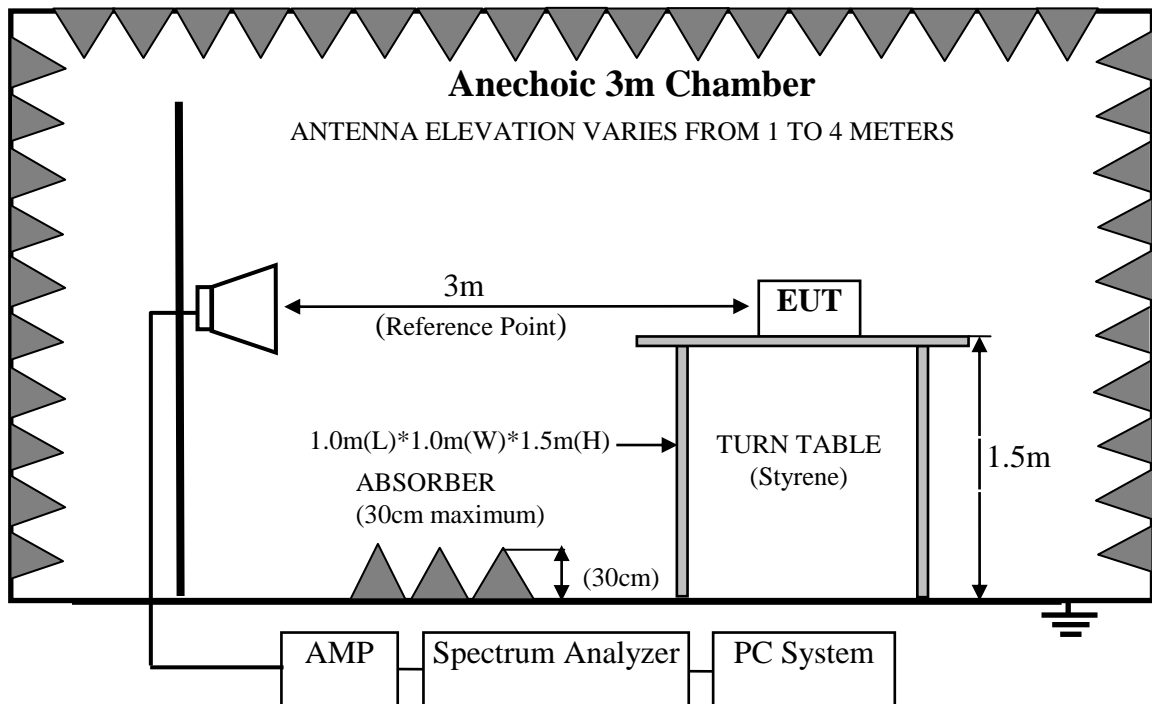 Anechoic 3m Chamber
ANTENNA ELEVATION VARIES FROM 1 TO 4 METERS
3m
(Reference Point)
EUT
1.0m(L)*1.0m(W)*1.5m(H)
TURN TABLE
(Styrene)
1.5m
ABSORBER
(30cm maximum)
(30cm)
AMP
Spectrum Analyzer
PC System